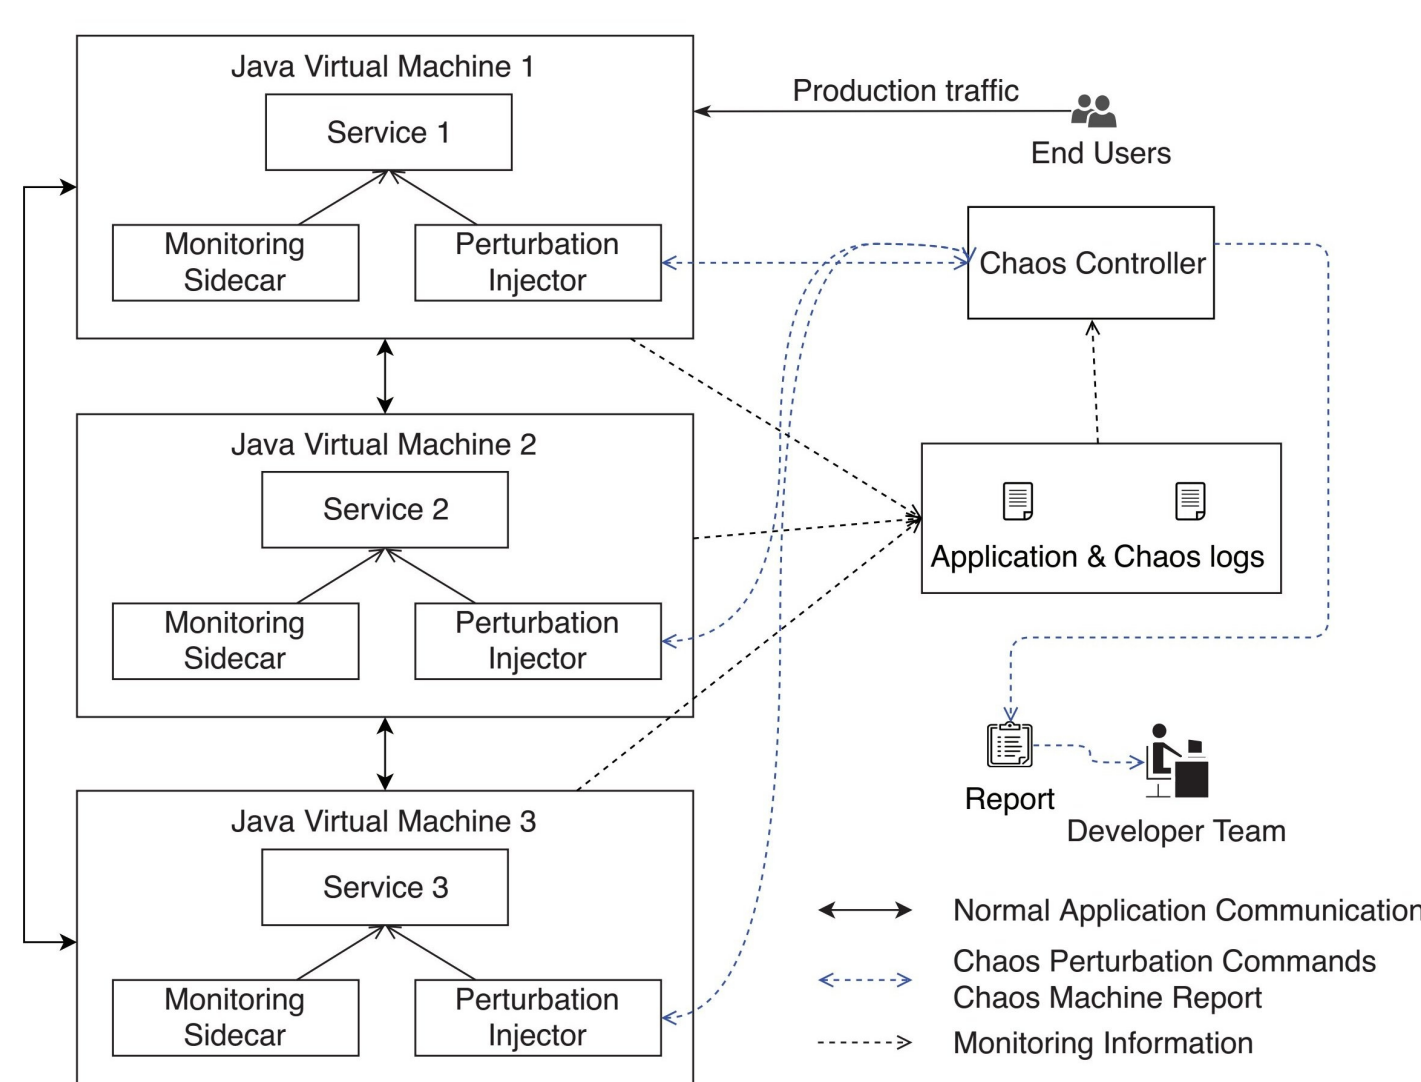 Java Virtual Machine 1
Service 1
Monitoring
Sidecar
Perturbation
Injector
Production traffic
End Users
Chaos Controller
Java Virtual Machine 2
Service 2
Monitoring
Sidecar
Perturbation
Injector
Application & Chaos logs
Report
Developer Team
Java Virtual Machine 3
Service 3
Monitoring
Sidecar
Perturbation
Injector
Normal Application Communication
Chaos Perturbation Commands
Chaos Machine Report
Monitoring Information